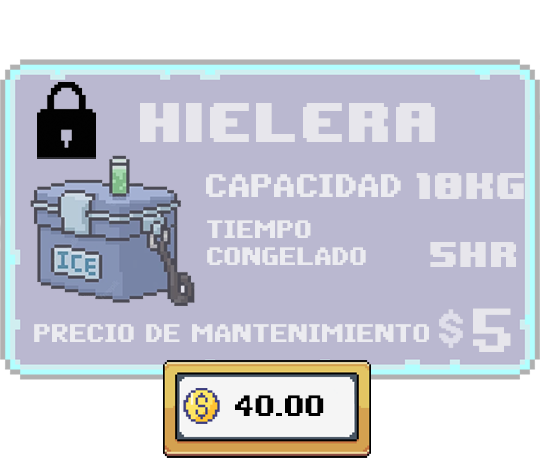 HIELERA
CAPACIDAD 10KG
TIEMPO
CONGELADO 5HR
ICE
PRECIO DE MANTENIMIENTO $5
$ 40.00